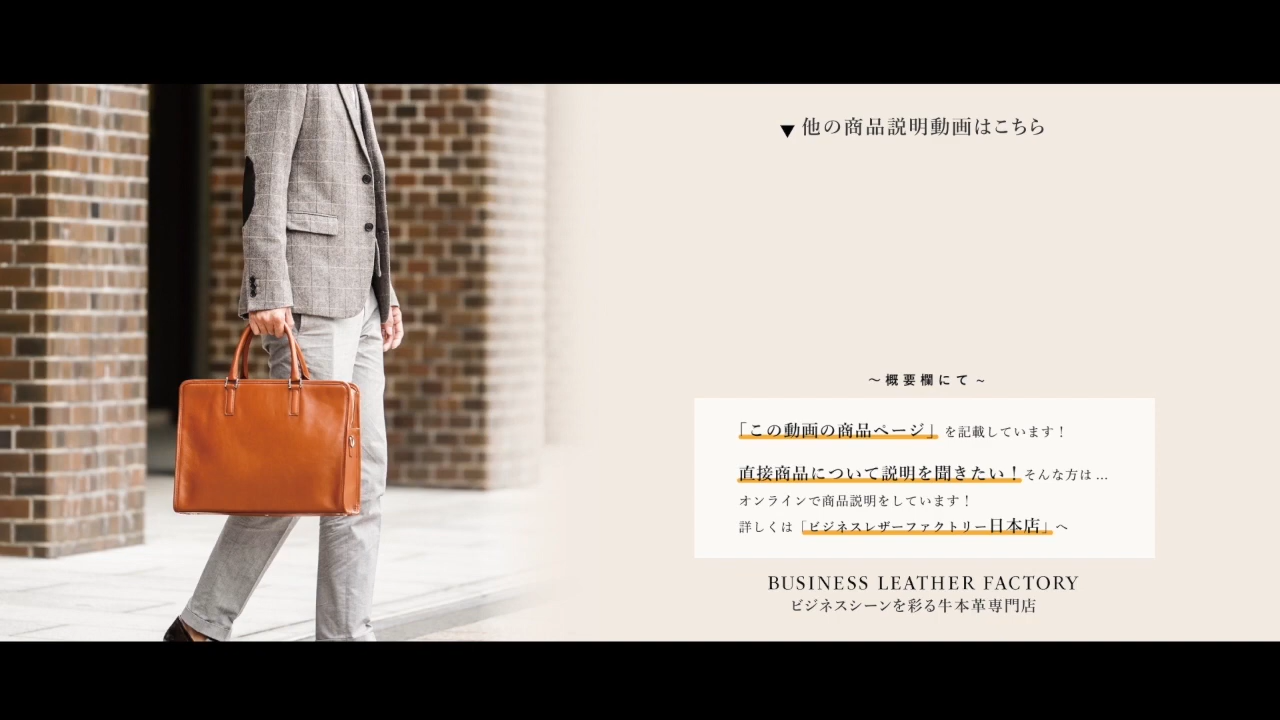 ▼他の商品説明動画はこちら
～概要欄にて～
「この動画の商品ページ」を記載しています！
直接商品について説明を聞きたい！そんな方は…
オンラインで商品説明をしています！
詳しくは「ビジネスレザーファクトリー日本店」へ
BUSINESS LEATHER FACTORY
ビジネスシーンを彩る牛本革専門店